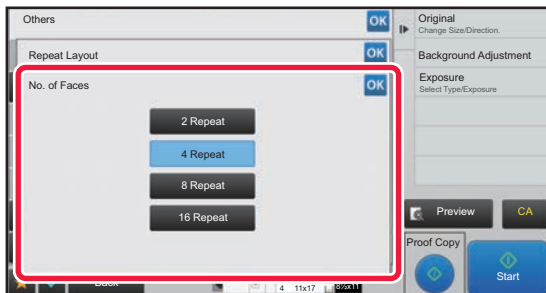 Others
OK
Original
Change Size/Direction.
Repeat Layout
OK
Background Adjustment
No. of Faces
OK
Exposure
Select Type/Exposure
2 Repeat
4 Repeat
8 Repeat
16 Repeat
Preview
CA
Proof Copy
Start
Back
4 11x17 8½x11